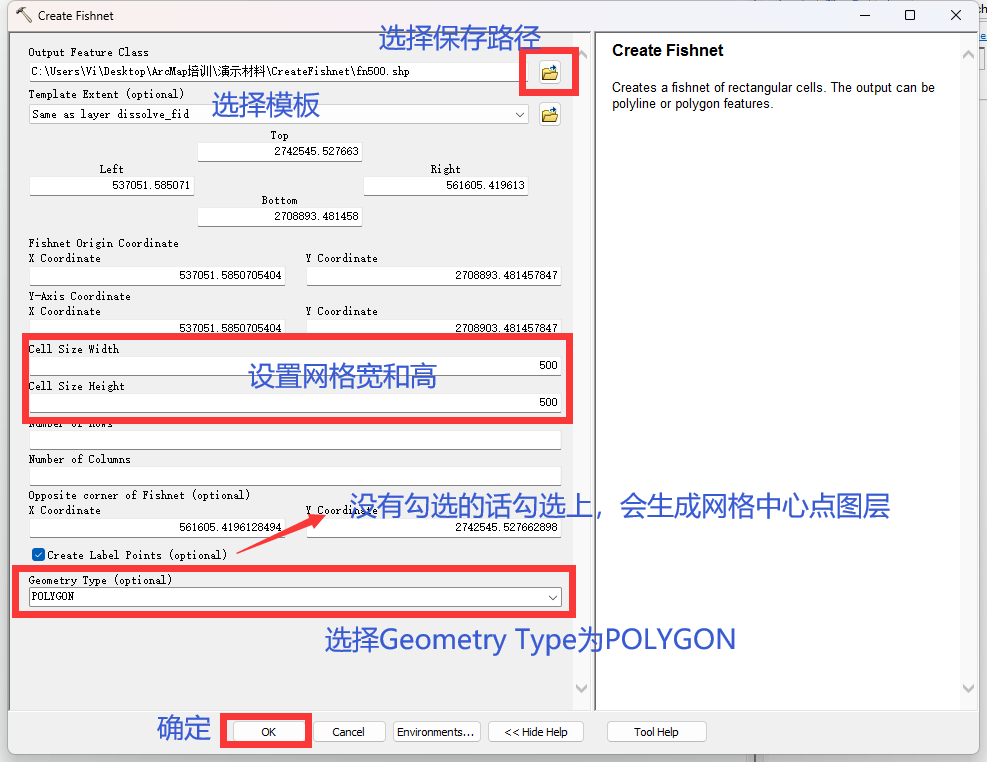 Create Fishnet
选择保存路径
Output Feature Class
C:\Users\Vi\Desktop\ArcMap培训\演示材料\CreateFishnet\fn500.shp
Template Extent (optional)
选择模板
Same as layer dissolve_fid
Top
2742545.527663
Left
Right
537051.585071
561605.419613
Bottom
2708893.481458
Fishnet Origin Coordinate
X Coordinate
Y Coordinate
537051.5850705404
2708893.481457847
Y-Axis Coordinate
X Coordinate
Y Coordinate
537051.5850705404
2708903.481457847
Cell Size Width
500
设置网格宽和高
Cell Size Height
500
Number of Rows
Number of Columns
Opposite corner of Fishnet (optional)
X Coordinate
Y Coordinate
没有勾选的话勾选上，会生成网格中心点图层
561605.4196128494
2742545.527662898
Create Label Points (optional)
Geometry Type (optional)
POLYGON
选择Geometry Type为POLYGON
确定
OK
Cancel
Environments...
<< Hide Help
Tool Help
Create Fishnet
Creates a fishnet of rectangular cells. The output can be
polyline or polygon features.